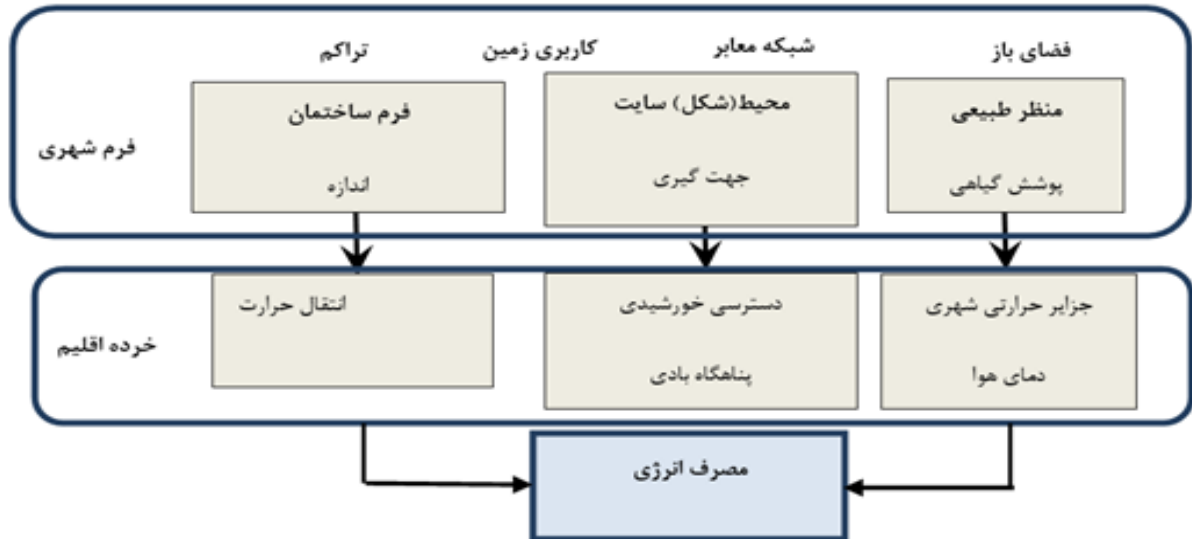 فضای باز
شبکه معابر
کاربری زمین
تراکم
منظر طبیعی
پوشش گیاهی
محیط(شکل) سایت
جهت گیری
فرم ساختمان
اندازه
فرم شهری
جزایر حرارتی شهری
دمای هوا
دسترسی خورشیدی
پناهگاه بادی
انتقال حرارت
خرده اقلیم
مصرف انرژی